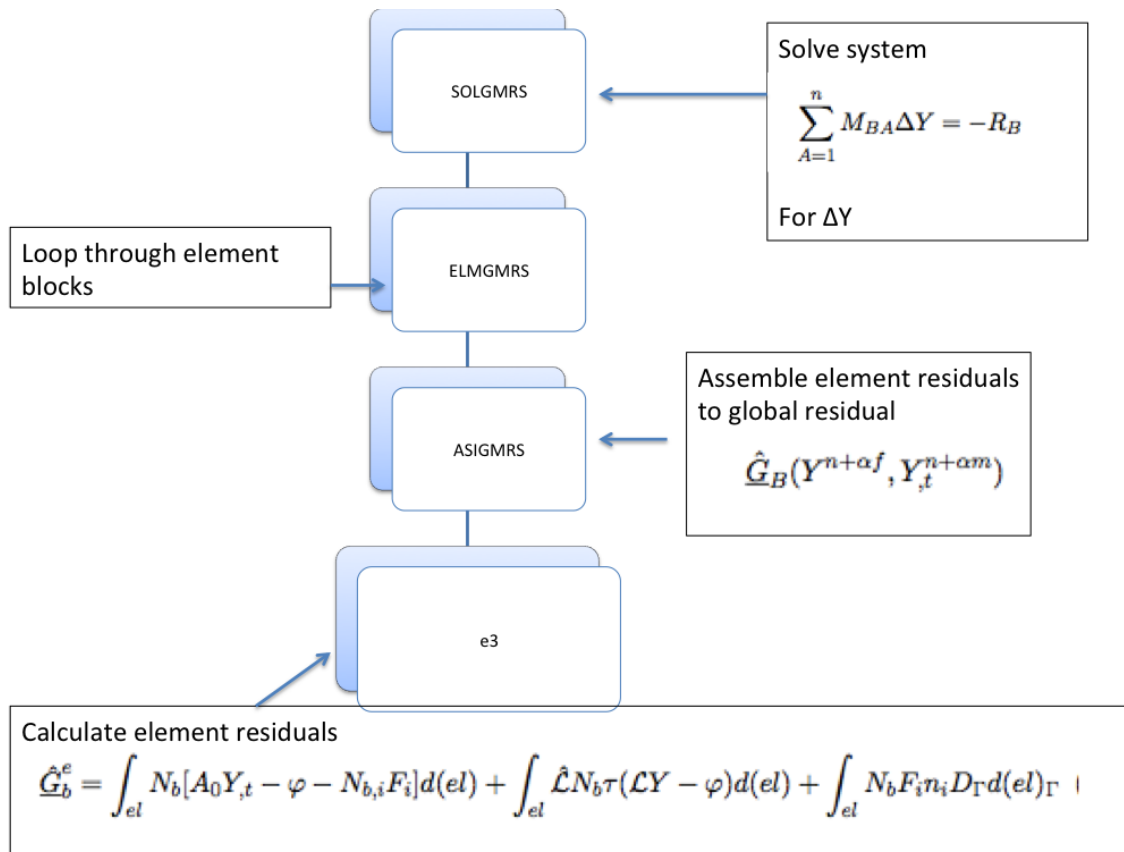 SOLGMRS
Solve system
\sum_{A=1}^{n} M_{BA} \Delta Y = -R_B
For ΔY
Loop through element
blocks
ELMGMRS
Assemble element residuals
to global residual
\underline{\hat{G}}_B(Y^{n+\alpha f}, Y_{,t}^{n+\alpha m})
ASIGMRS
e3
Calculate element residuals
\underline{\hat{G}}_b^e = \int_{el} N_b[A_0 Y_{,t} - \varphi - N_{b,i} F_i]d(el) + \int_{el} \hat{\mathcal{L}} N_b \tau (\mathcal{L}Y - \varphi)d(el) + \int_{el} N_b F_i n_i D_\Gamma d(el)_\Gamma (